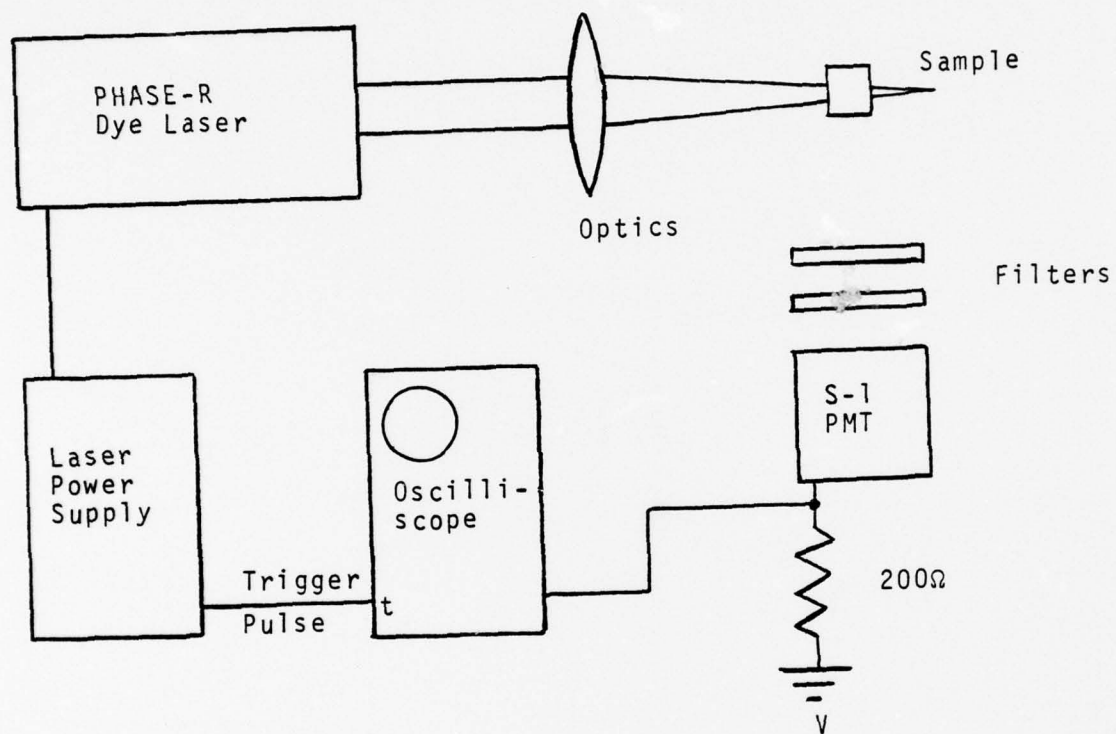 PHASE-R
Dye Laser
Sample
Optics
Filters
S-1
PMT
Laser
Power
Supply
Oscilli-
scope
Trigger
Pulse
t
200Ω
V